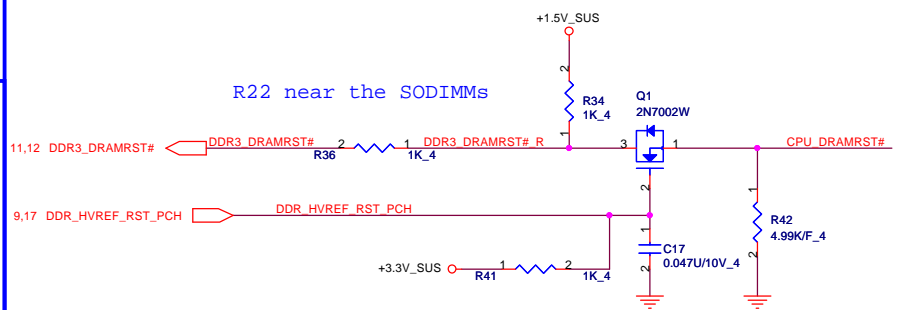 +1.5V_SUS
R22 near the SODIMMs
2
R34
1K_4
1
Q1
2N7002W
11,12 DDR3_DRAMRST#
DDR3_DRAMRST#
2
R36
1
1K_4
DDR3_DRAMRST#_R
3
1
2
CPU_DRAMRST#
9,17 DDR_HVREF_RST_PCH
DDR_HVREF_RST_PCH
1
C17
0.047U/10V_4
2
1
R42
4.99K/F_4
2
+3.3V_SUS
R41
1
2
1K_4